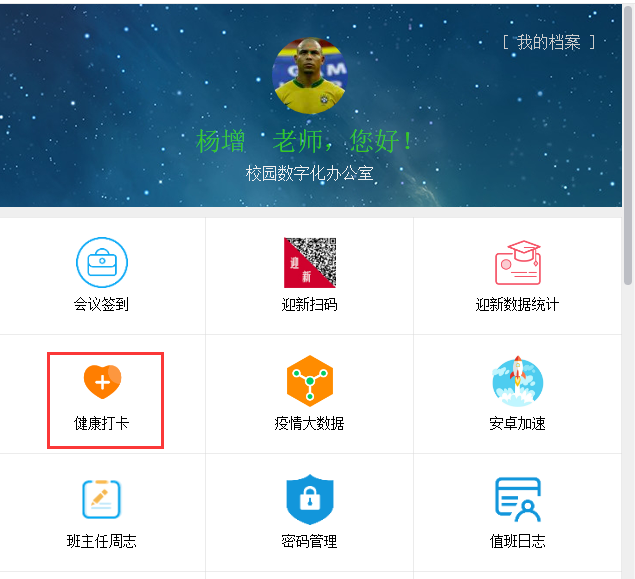 [ 我的档案 ]
杨增 老师，您好！
校园数字化办公室
迎新
会议签到
迎新扫码
迎新数据统计
健康打卡
疫情大数据
安卓加速
班主任周志
密码管理
值班日志